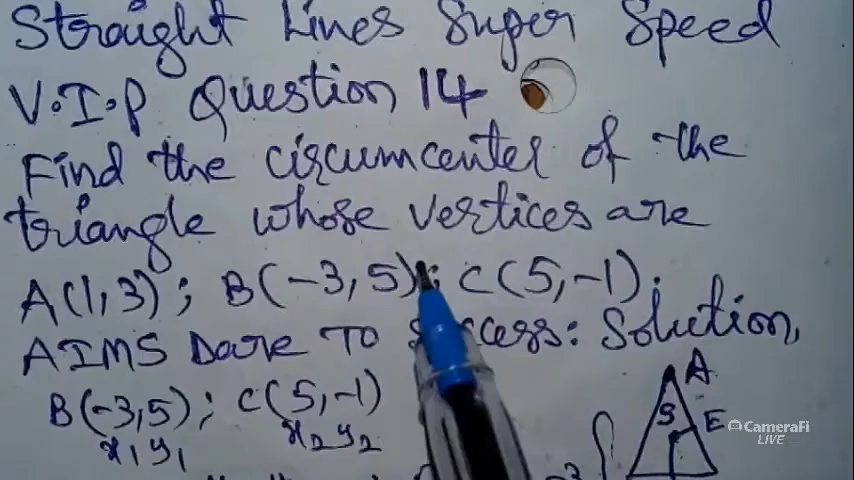 Straight Lines Super Speed
V.I.P Question 14
Find the circumcenter of the
triangle whose vertices are
A(1,3); B(-3,5); C(5,-1).
AIMS Dare To : Solution,
B(-3,5); C(5,-1)
x₁ y₁ x₂ y₂
A
S E
CameraFi
LIVE